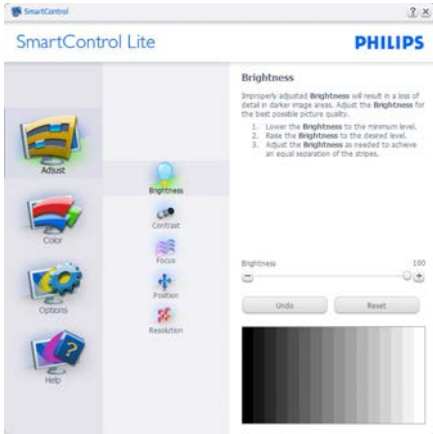 SmartControl
SmartControl Lite
PHILIPS
Adjust
Color
Options
Help
Brightness
Contrast
Focus
Position
Resolution
Brightness
Improperly adjusted Brightness will result in a loss of
detail in darker image areas. Adjust the Brightness for
the best possible picture quality.
1. Lower the Brightness to the minimum level.
2. Raise the Brightness to the desired level.
3. Adjust the Brightness as needed to achieve
an equal separation of the stripes.
Brightness 100
Undo Reset